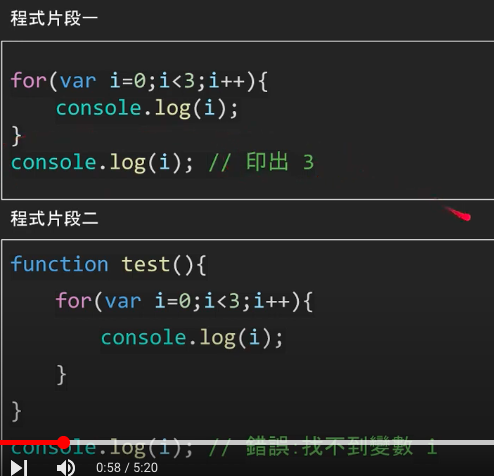 程式片段一
for(var i=0;i<3;i++){
    console.log(i);
}
console.log(i); // 印出 3
程式片段二
function test(){
    for(var i=0;i<3;i++){
        console.log(i);
    }
}
console.log(i); // 錯誤:找不到變數 i
0:58 / 5:20